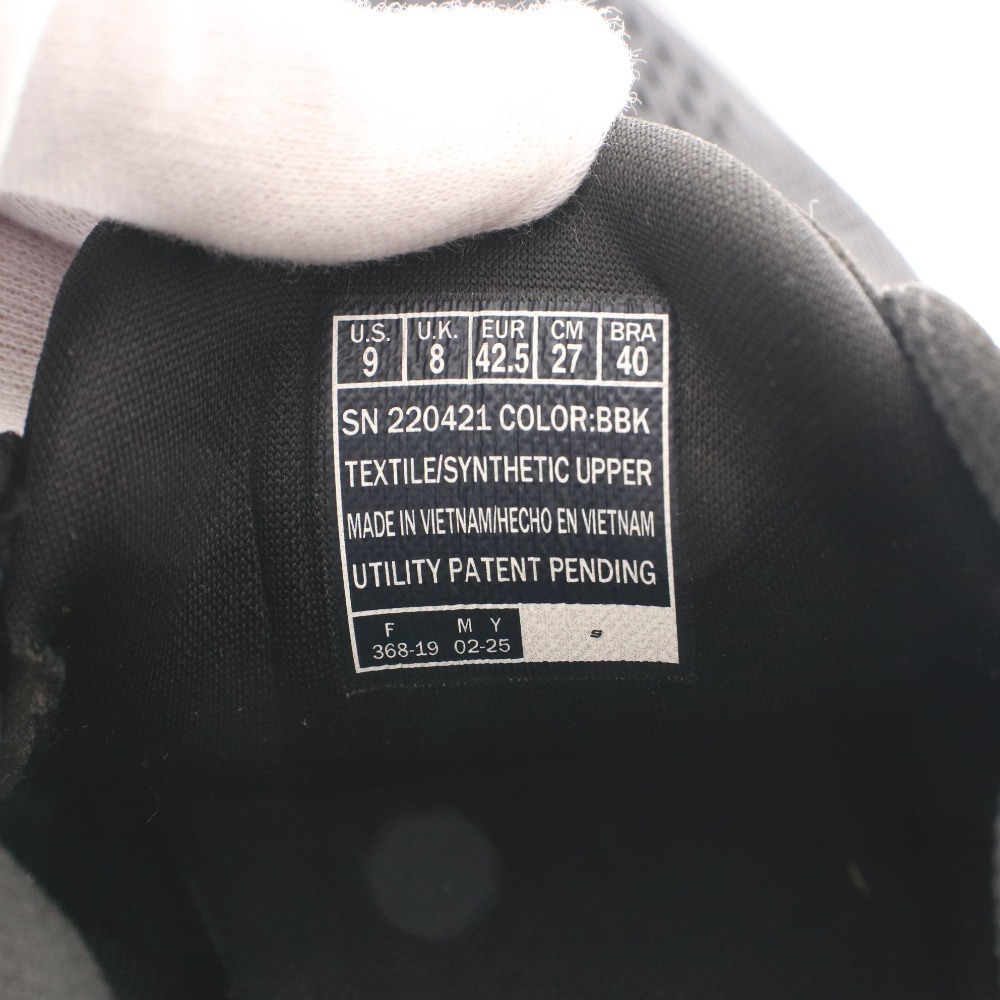 U.S. U.K. EUR CM BRA
9 8 42.5 27 40
SN 220421 COLOR:BBK
TEXTILE/SYNTHETIC UPPER
MADE IN VIETNAM/HECHO EN VIETNAM
UTILITY PATENT PENDING
F M Y
368-19 02-25
9